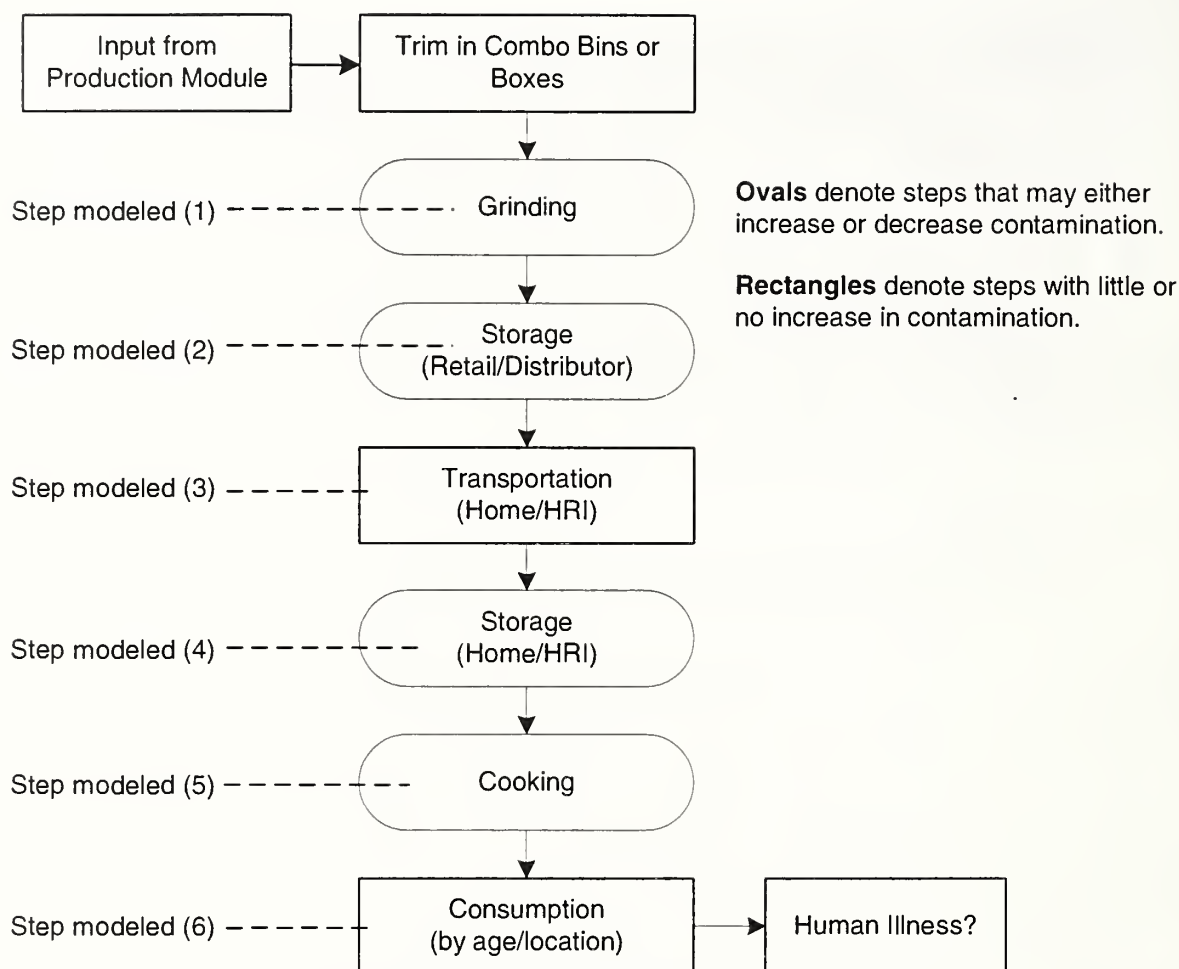 Input from
Production Module
Trim in Combo Bins or
Boxes
Step modeled (1)
Grinding
Ovals denote steps that may either
increase or decrease contamination.
Rectangles denote steps with little or
no increase in contamination.
Step modeled (2)
Storage
(Retail/Distributor)
Step modeled (3)
Transportation
(Home/HRI)
Step modeled (4)
Storage
(Home/HRI)
Step modeled (5)
Cooking
Step modeled (6)
Consumption
(by age/location)
Human Illness?